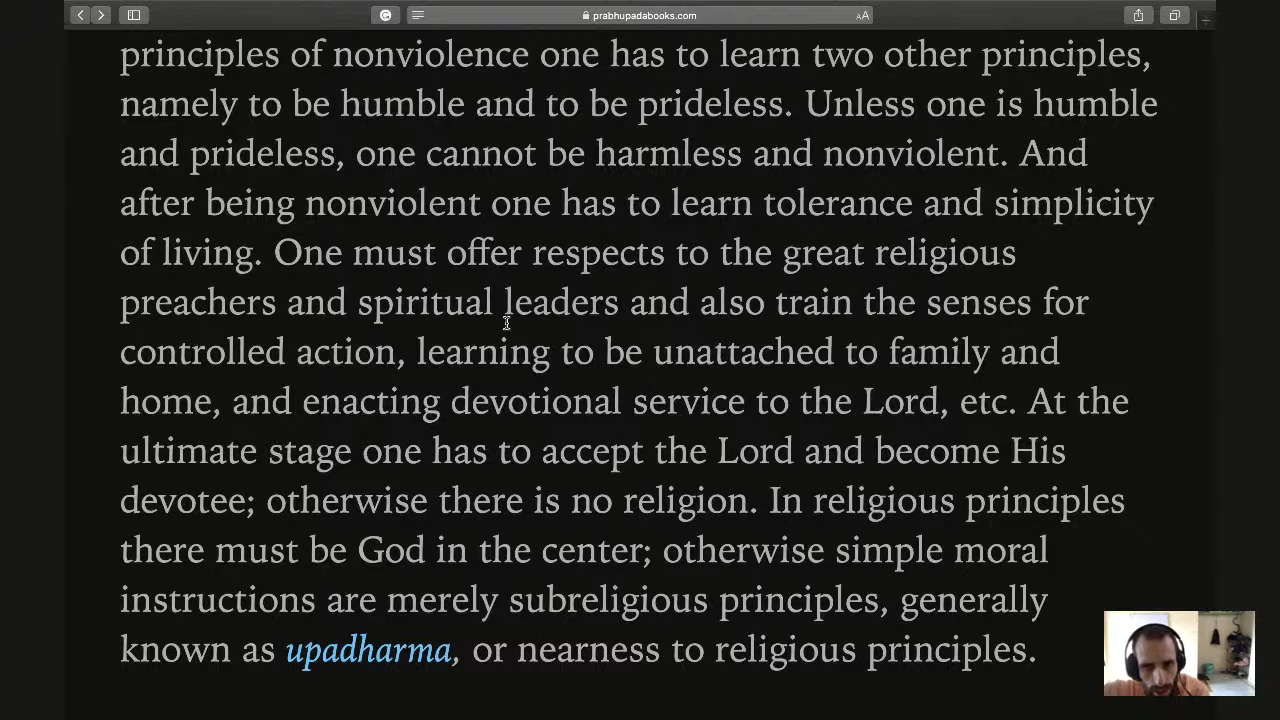 prabhupadabooks.com
AA
principles of nonviolence one has to learn two other principles,
namely to be humble and to be prideless. Unless one is humble
and prideless, one cannot be harmless and nonviolent. And
after being nonviolent one has to learn tolerance and simplicity
of living. One must offer respects to the great religious
preachers and spiritual leaders and also train the senses for
controlled action, learning to be unattached to family and
home, and enacting devotional service to the Lord, etc. At the
ultimate stage one has to accept the Lord and become His
devotee; otherwise there is no religion. In religious principles
there must be God in the center; otherwise simple moral
instructions are merely subreligious principles, generally
known as upadharma, or nearness to religious principles.